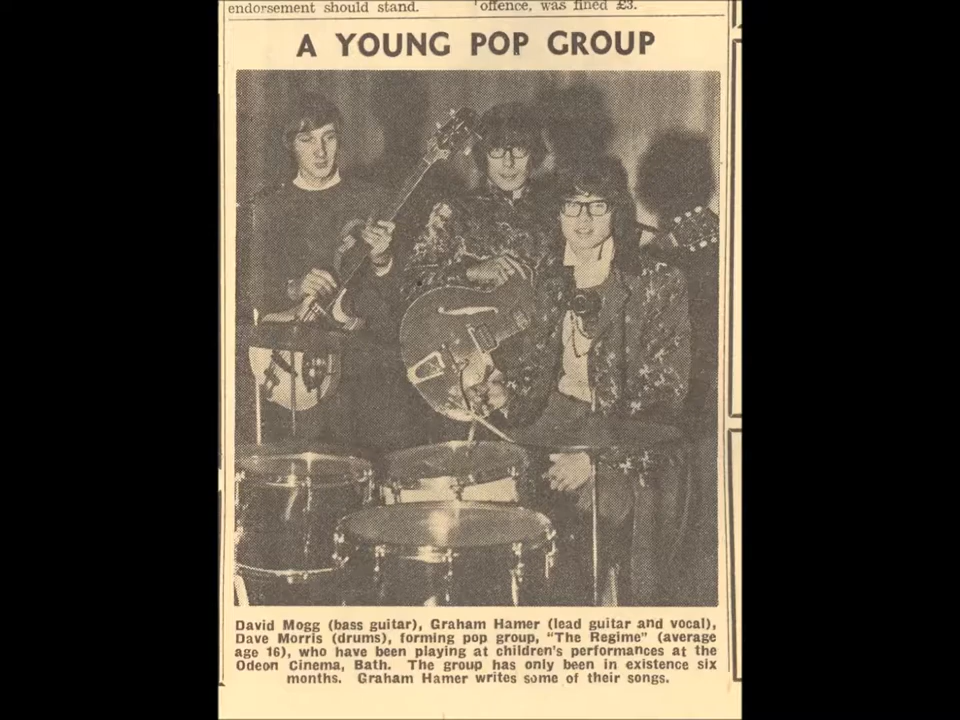 endorsement should stand.
offence, was fined £3.
A YOUNG POP GROUP
David Mogg (bass guitar), Graham Hamer (lead guitar and vocal),
Dave Morris (drums), forming pop group, "The Regime" (average
age 16), who have been playing at children's performances at the
Odeon Cinema, Bath. The group has only been in existence six
months. Graham Hamer writes some of their songs.